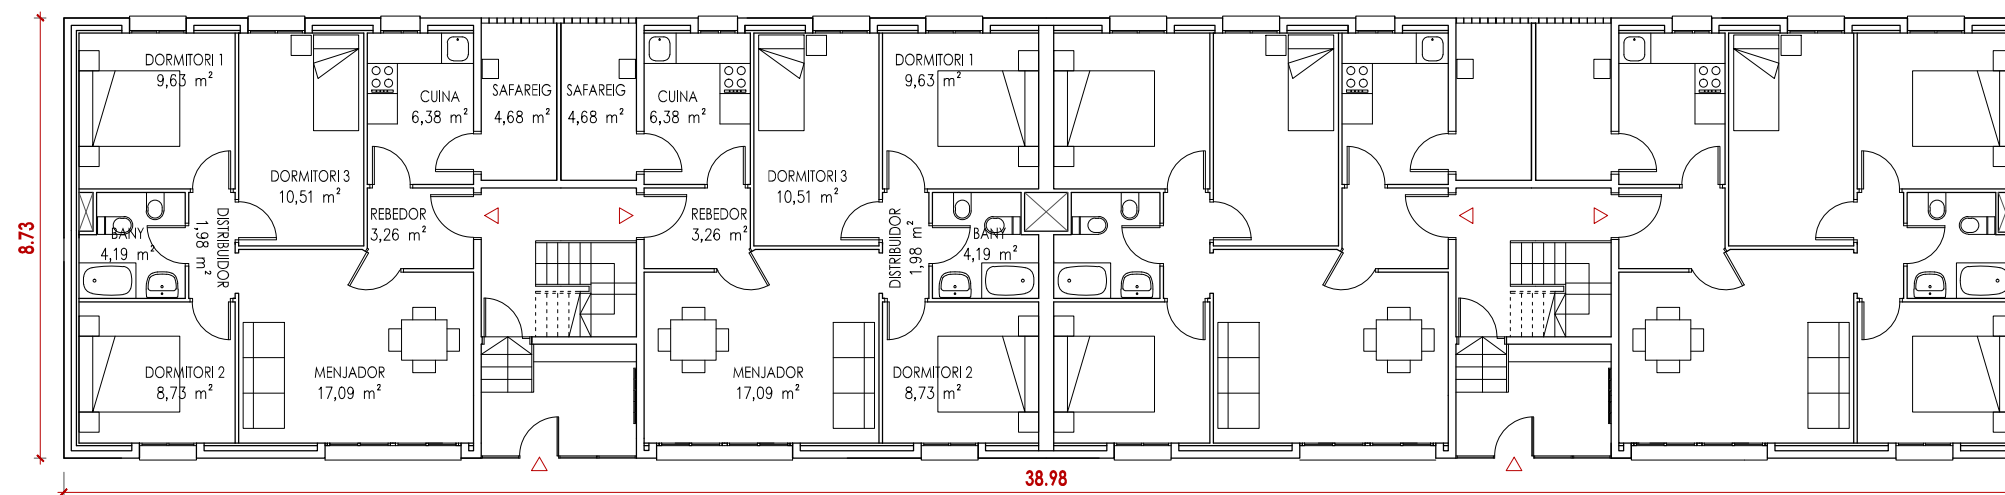 DORMITORI 1
9,63 m²
DORMITORI 3
10,51 m²
CUINA
6,38 m²
SAFAREIG
4,68 m²
SAFAREIG
4,68 m²
CUINA
6,38 m²
DORMITORI 3
10,51 m²
DORMITORI 1
9,63 m²
BANY
4,19 m²
DISTRIBUIDOR
1,98 m²
REBEDOR
3,26 m²
REBEDOR
3,26 m²
DISTRIBUIDOR
1,98 m²
BANY
4,19 m²
8.73
DORMITORI 2
8,73 m²
MENJADOR
17,09 m²
MENJADOR
17,09 m²
DORMITORI 2
8,73 m²
38.98